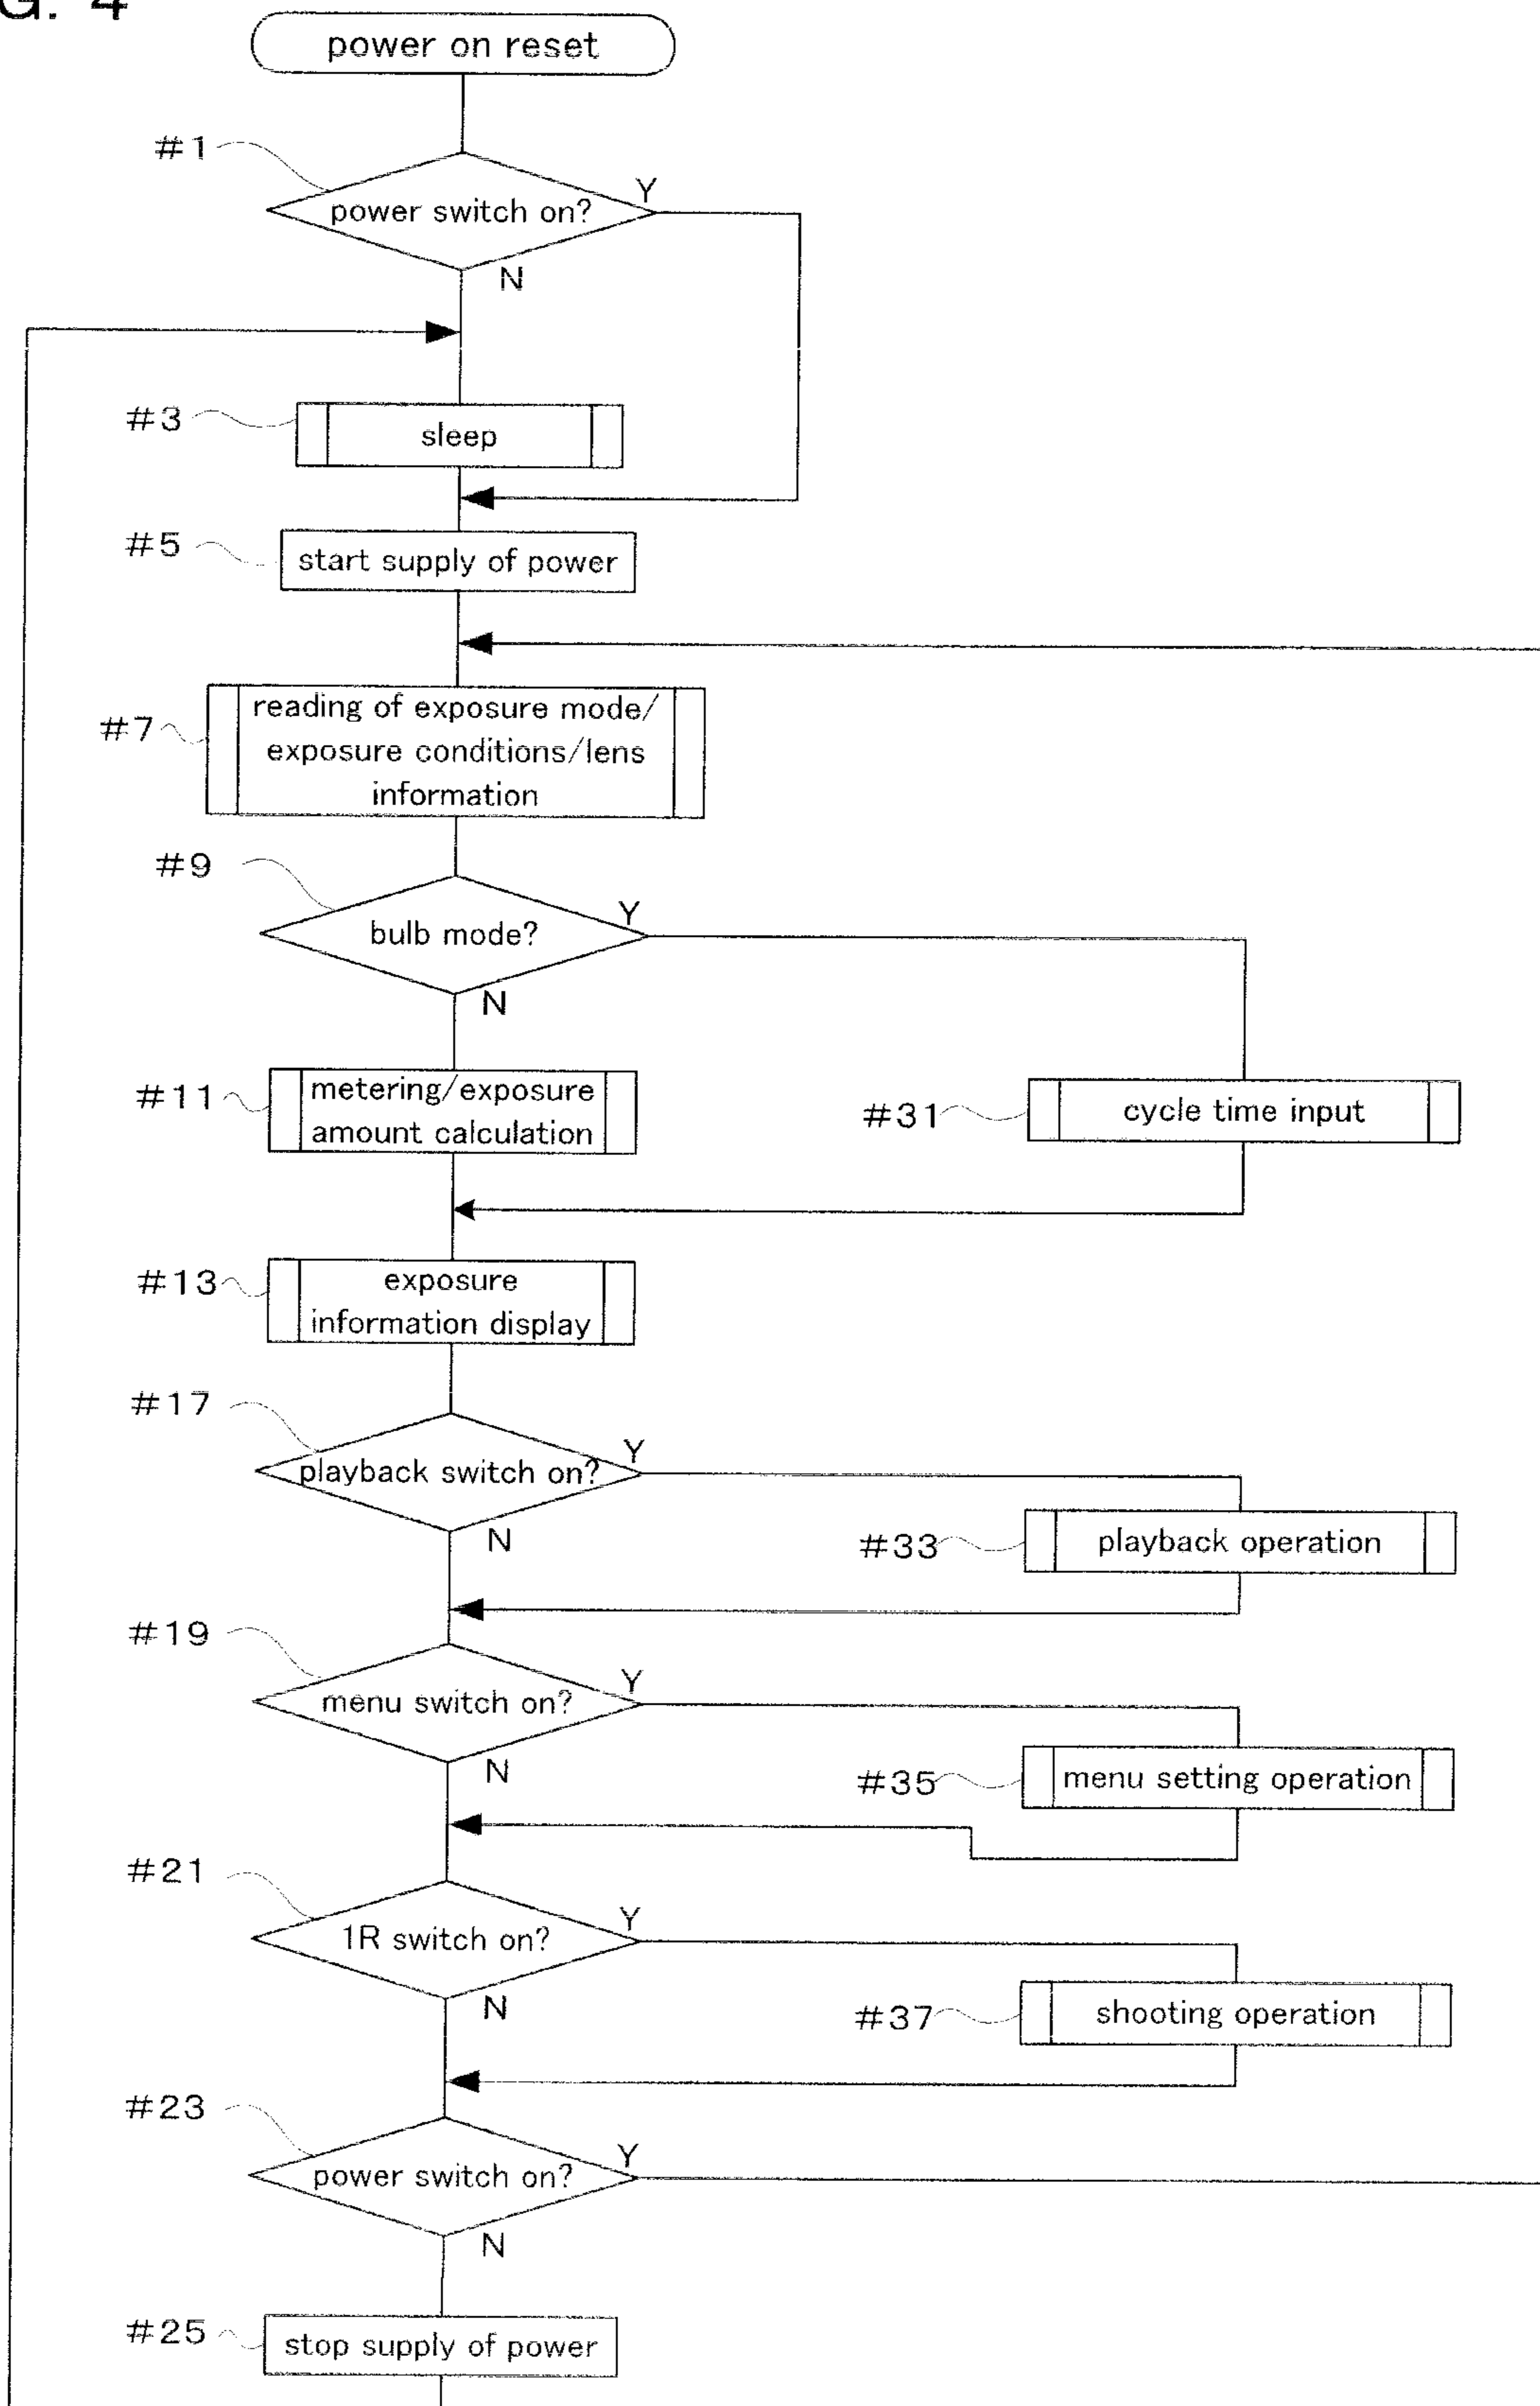 G. 4
power on reset
#1
power switch on?
Y
N
#3
sleep
#5
start supply of power
#7
reading of exposure mode/
exposure conditions/lens
information
#9
bulb mode?
Y
N
#11
metering/exposure
amount calculation
#31
cycle time input
#13
exposure
information display
#17
playback switch on?
Y
N
#33
playback operation
#19
menu switch on?
Y
N
#35
menu setting operation
#21
1R switch on?
Y
N
#37
shooting operation
#23
power switch on?
Y
N
#25
stop supply of power